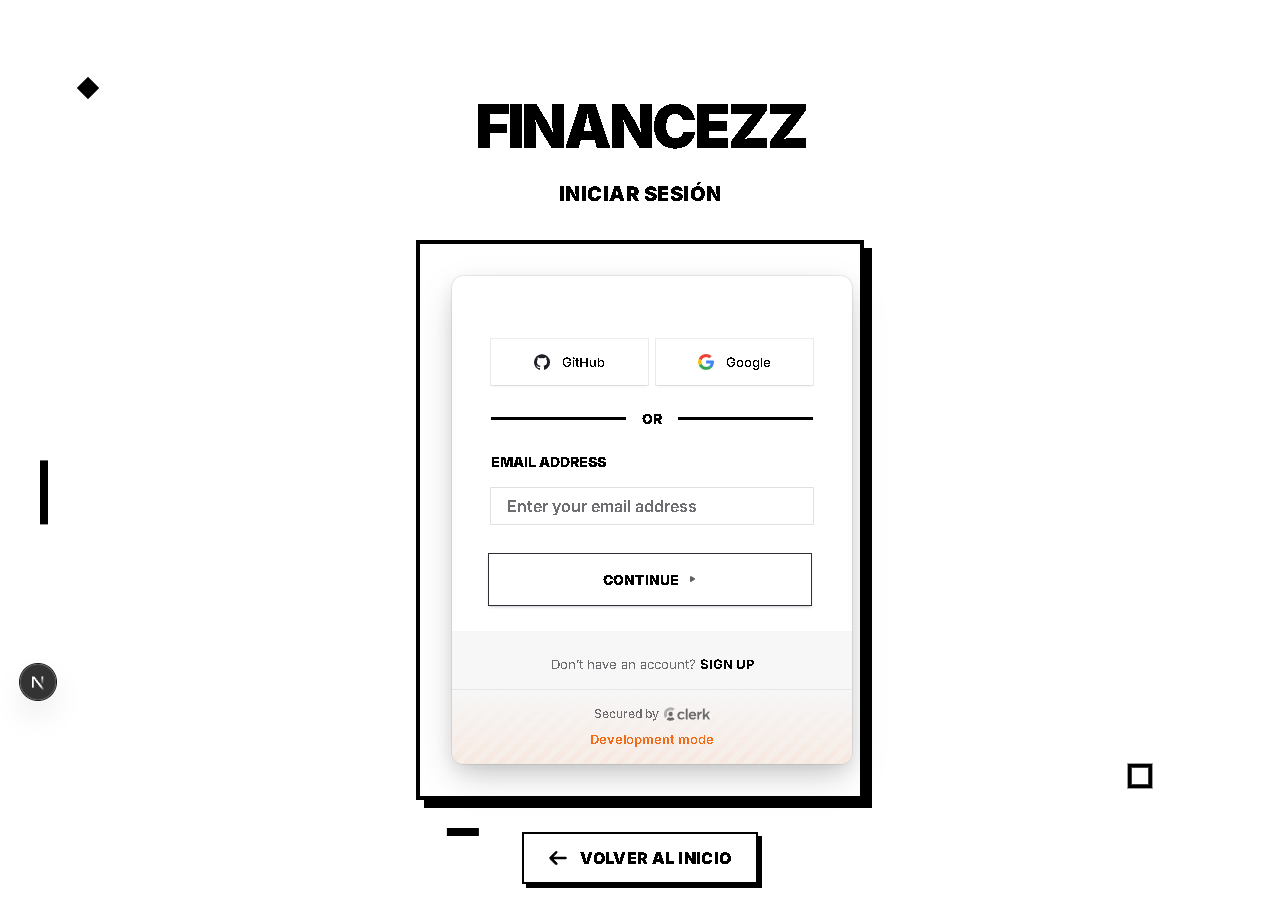 FINANCEZZ
INICIAR SESIÓN
GitHub
Google
OR
EMAIL ADDRESS
Enter your email address
CONTINUE
Don't have an account? SIGN UP
Secured by clerk
Development mode
N
VOLVER AL INICIO